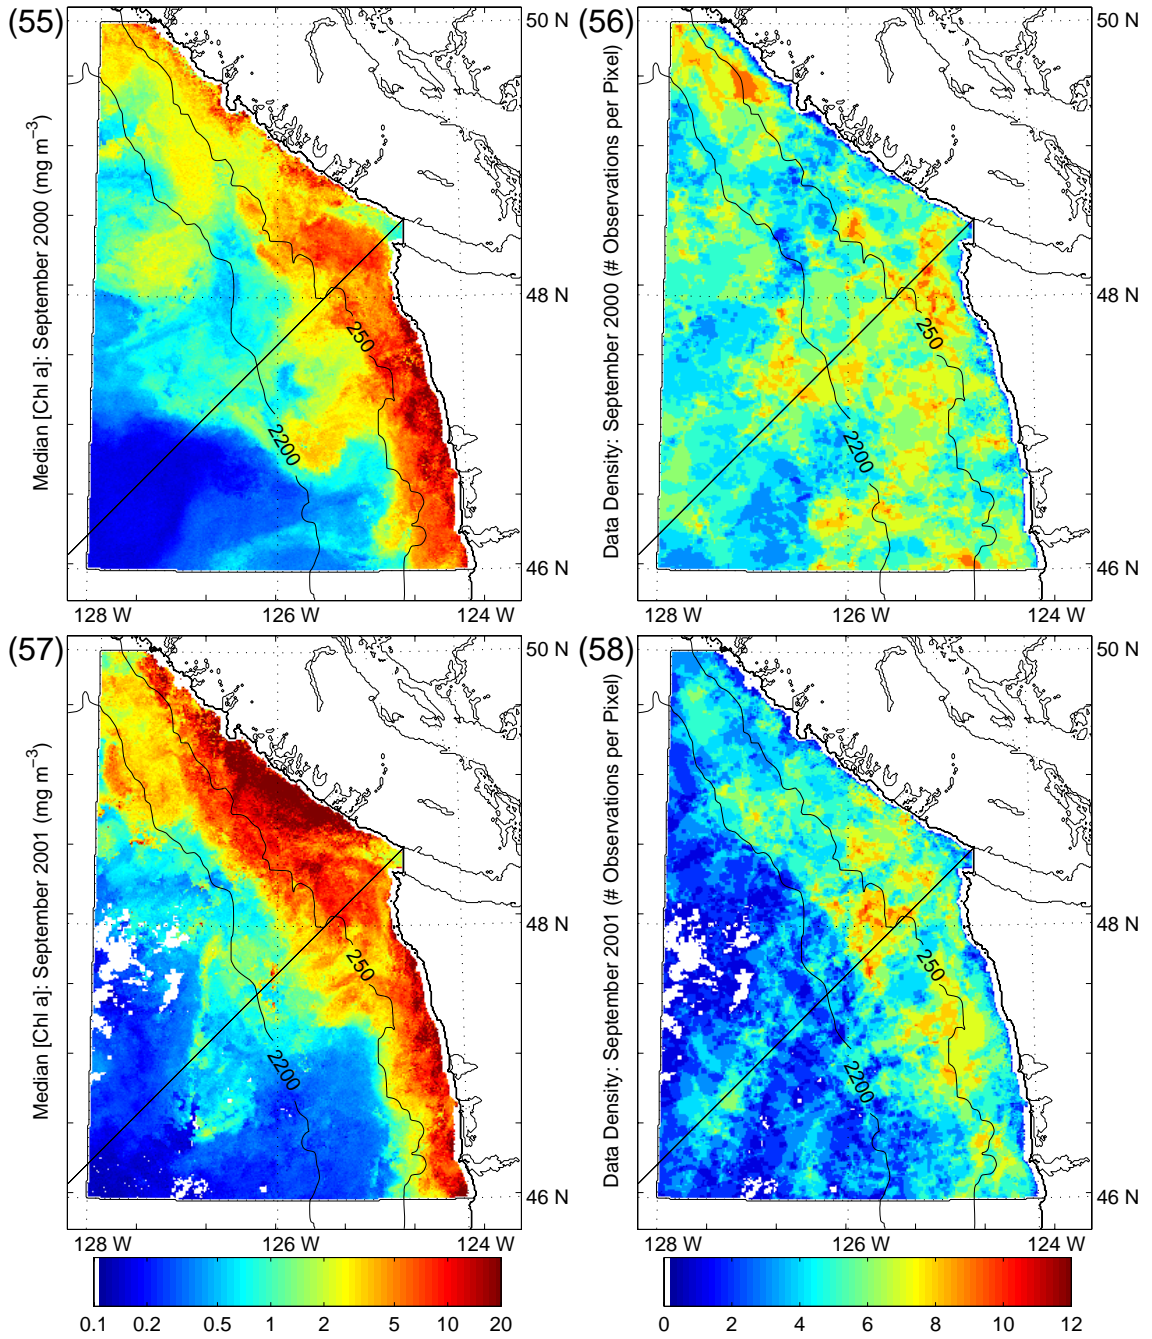 (55)
Median [Chl a]: September 2000 (mg m−3)
50 N
48 N
46 N
250
2200
128 W 126 W 124 W
(56)
Data Density: September 2000 (# Observations per Pixel)
50 N
48 N
46 N
250
2200
128 W 126 W 124 W
(57)
Median [Chl a]: September 2001 (mg m−3)
50 N
48 N
46 N
250
2200
128 W 126 W 124 W
(58)
Data Density: September 2001 (# Observations per Pixel)
50 N
48 N
46 N
250
2200
128 W 126 W 124 W
0.1 0.2 0.5 1 2 5 10 20
0 2 4 6 8 10 12